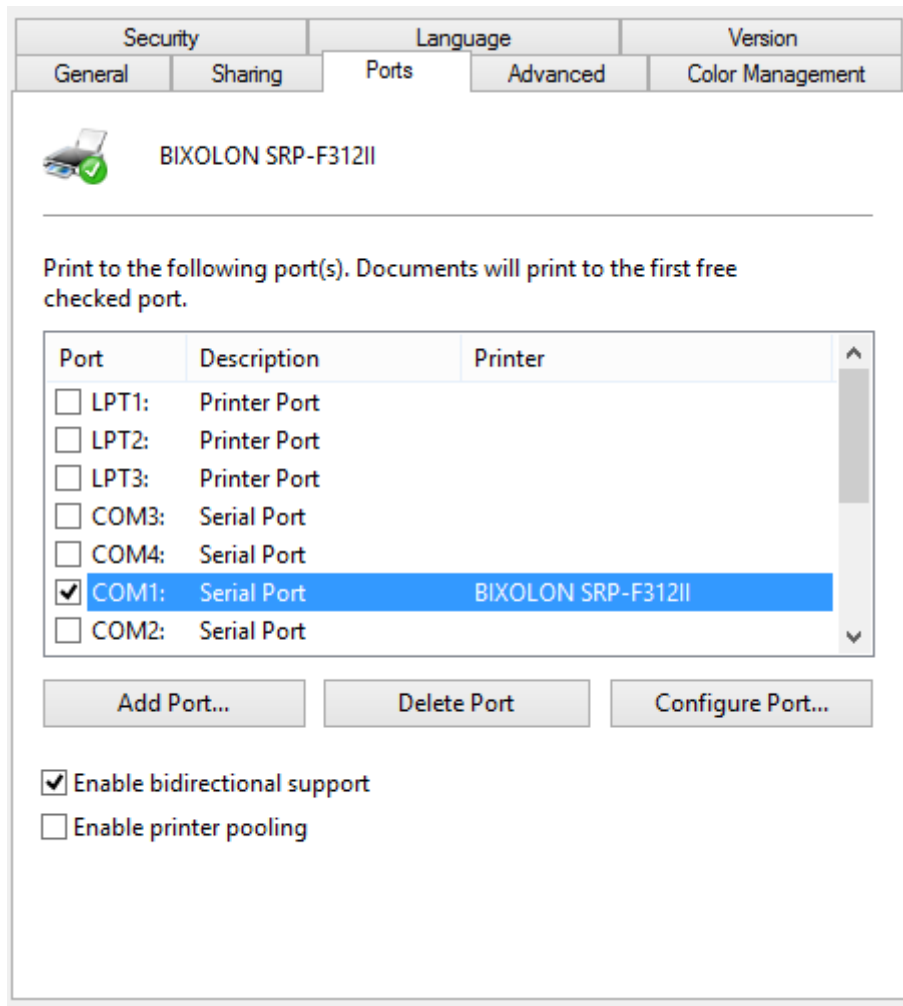 Security Language Version
General Sharing Ports Advanced Color Management
BIXOLON SRP-F312II
Print to the following port(s). Documents will print to the first free
checked port.
Port Description Printer
LPT1: Printer Port
LPT2: Printer Port
LPT3: Printer Port
COM3: Serial Port
COM4: Serial Port
COM1: Serial Port BIXOLON SRP-F312II
COM2: Serial Port
Add Port... Delete Port Configure Port...
Enable bidirectional support
Enable printer pooling